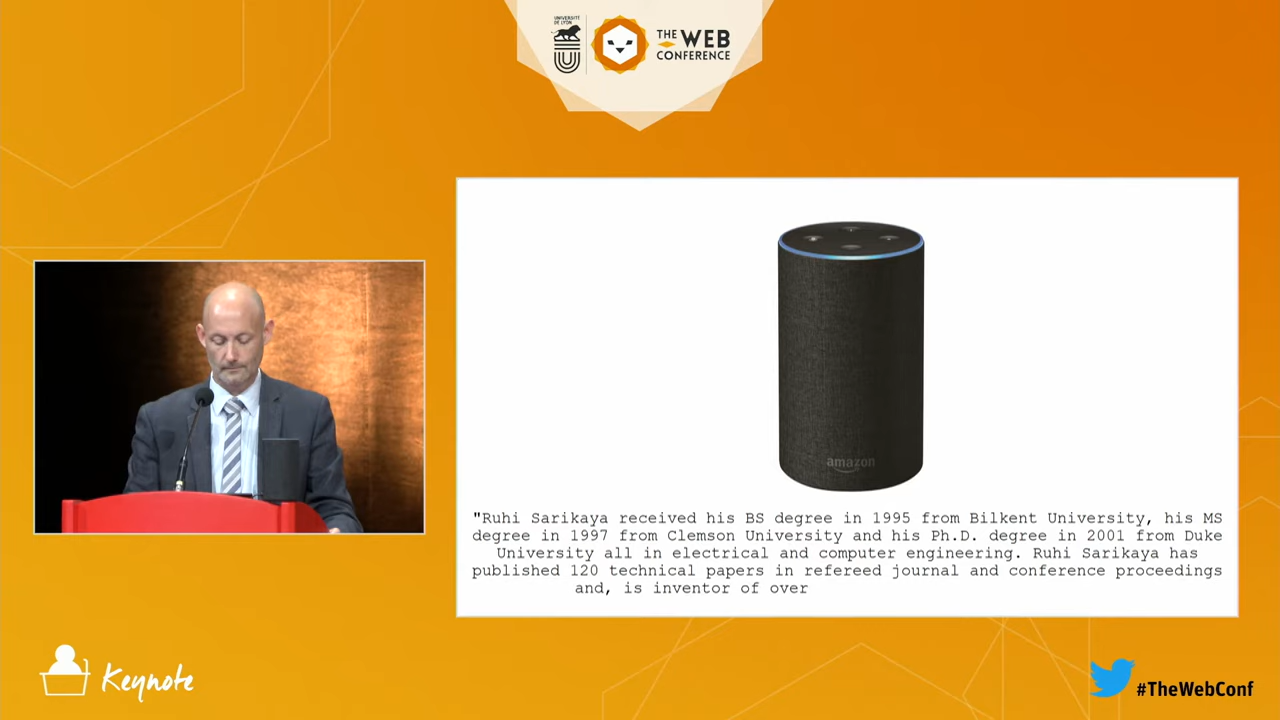 UNIVERSITÉ
DE LYON
THE WEB
CONFERENCE
amazon
"Ruhi Sarikaya received his BS degree in 1995 from Bilkent University, his MS
degree in 1997 from Clemson University and his Ph.D. degree in 2001 from Duke
University all in electrical and computer engineering. Ruhi Sarikaya has
published 120 technical papers in refereed journal and conference proceedings
and, is inventor of over
Keynote
#TheWebConf